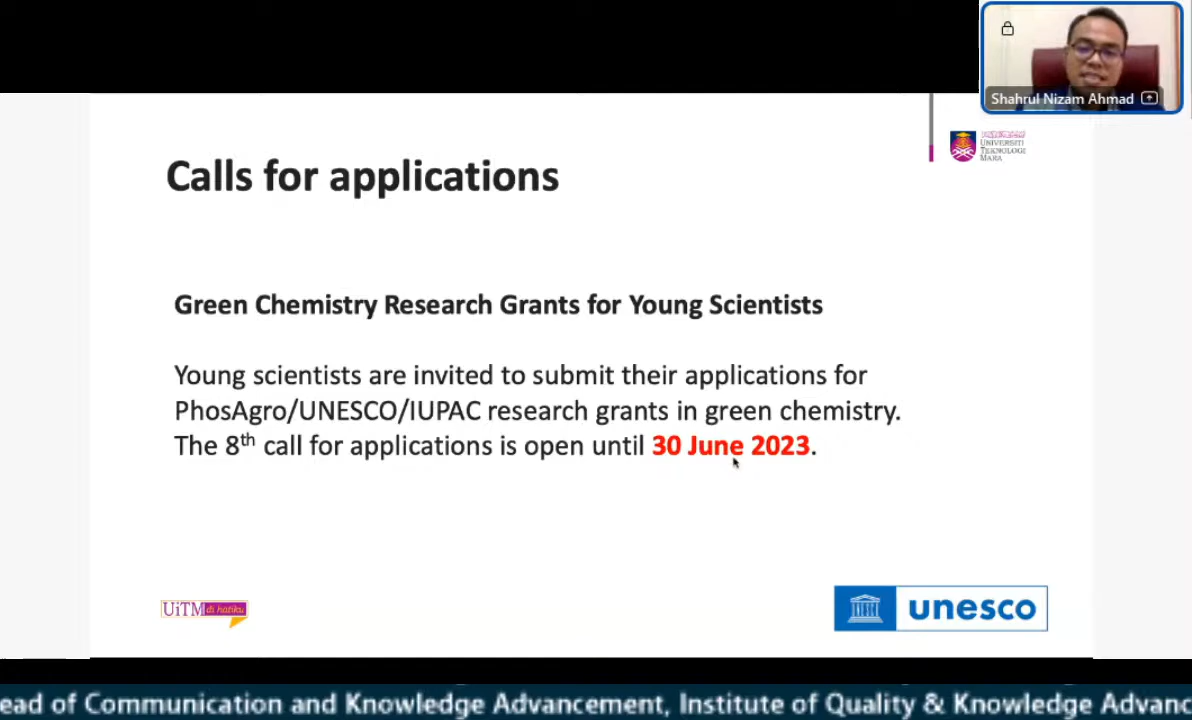 Shahrul Nizam Ahmad
UNIVERSITI
TEKNOLOGI
MARA
Calls for applications
Green Chemistry Research Grants for Young Scientists
Young scientists are invited to submit their applications for
PhosAgro/UNESCO/IUPAC research grants in green chemistry.
The 8th call for applications is open until 30 June 2023.
UiTM di hatiku
unesco
ead of Communication and Knowledge Advancement, Institute of Quality & Knowledge Advanc